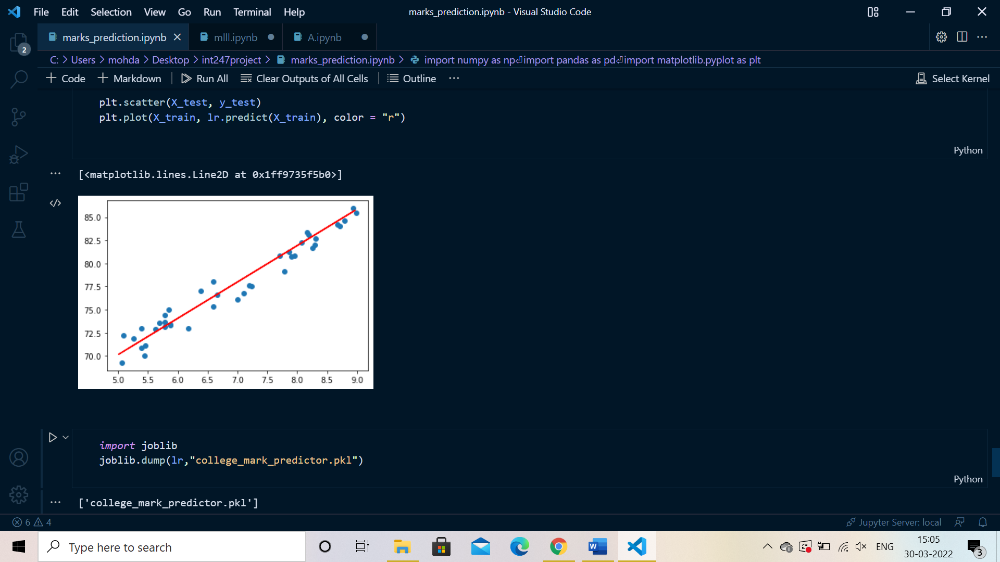 File Edit Selection View Go Run Terminal Help marks_prediction.ipynb - Visual Studio Code
marks_prediction.ipynb mlll.ipynb A.ipynb
2
C: > Users > mohda > Desktop > int247project > marks_prediction.ipynb > import numpy as np⏎import pandas as pd⏎import matplotlib.pyplot as plt
+ Code + Markdown Run All Clear Outputs of All Cells Outline ... Select Kernel
plt.scatter(X_test, y_test)
plt.plot(X_train, lr.predict(X_train), color = "r")
Python
[<matplotlib.lines.Line2D at 0x1ff9735f5b0>]
85.0
82.5
80.0
77.5
75.0
72.5
70.0
5.0 5.5 6.0 6.5 7.0 7.5 8.0 8.5 9.0
import joblib
joblib.dump(lr,"college_mark_predictor.pkl")
Python
['college_mark_predictor.pkl']
6 4 Jupyter Server: local
Type here to search
W
ENG
15:05
30-03-2022
3